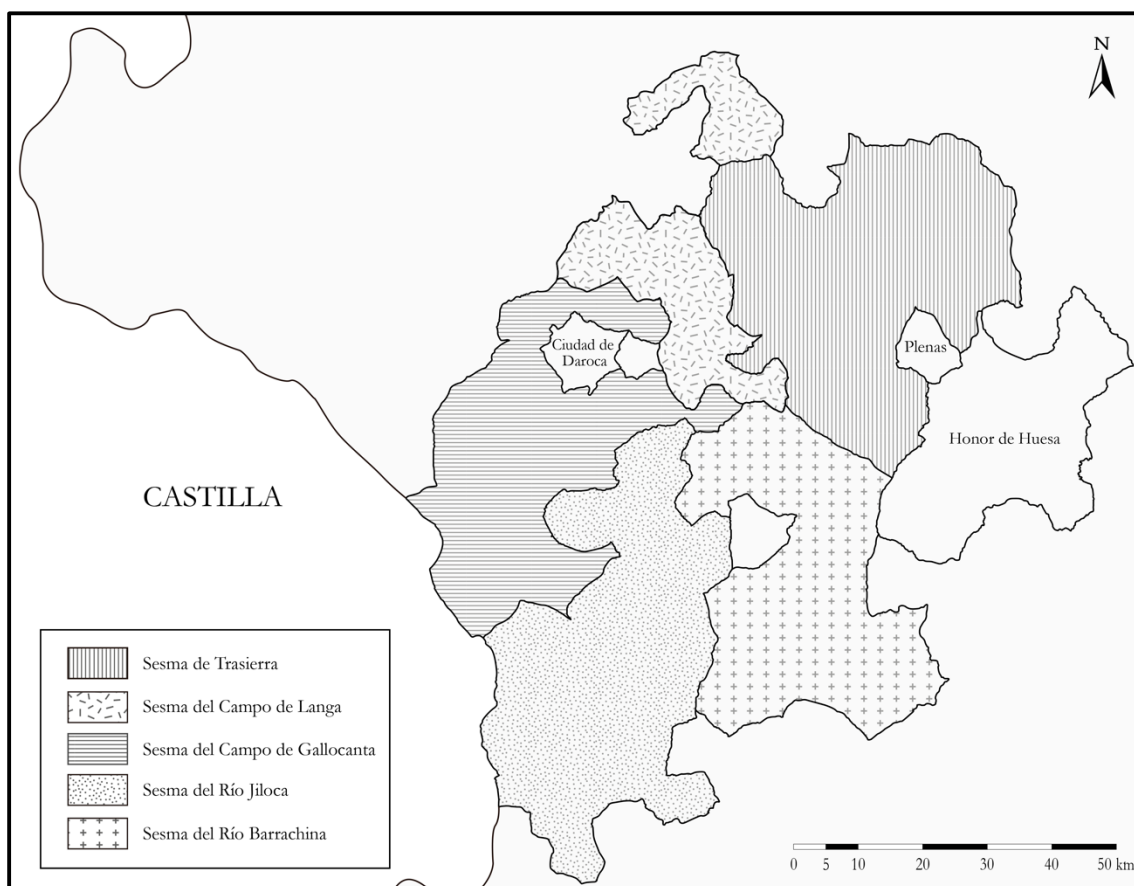 N
Ciudad de
Daroca
Plenas
Honor de Huesa
CASTILLA
Sesma de Trasierra
Sesma del Campo de Langa
Sesma del Campo de Gallocanta
Sesma del Río Jiloca
Sesma del Río Barrachina
0 5 10 20 30 40 50 km